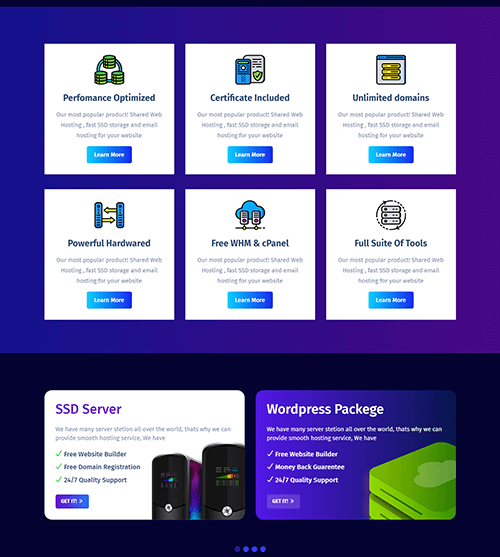 Perfomance Optimized
Our most popular product! Shared Web
Hosting , fast SSD storage and email
hosting for your website
Learn More
Certificate Included
Our most popular product! Shared Web
Hosting , fast SSD storage and email
hosting for your website
Learn More
Unlimited domains
Our most popular product! Shared Web
Hosting , fast SSD storage and email
hosting for your website
Learn More
Powerful Hardwared
Our most popular product! Shared Web
Hosting , fast SSD storage and email
hosting for your website
Learn More
Free WHM & cPanel
Our most popular product! Shared Web
Hosting , fast SSD storage and email
hosting for your website
Learn More
Full Suite Of Tools
Our most popular product! Shared Web
Hosting , fast SSD storage and email
hosting for your website
Learn More
SSD Server
We have many server stetion all over the world, thats why we can
provide smooth hosting service, We have
Free Website Builder
Free Domain Registration
24/7 Quality Support
GET IT!
Wordpress Packege
We have many server stetion all over the world, thats why we can
provide smooth hosting service, We have
Free Website Builder
Money Back Guarentee
24/7 Quality Support
GET IT!